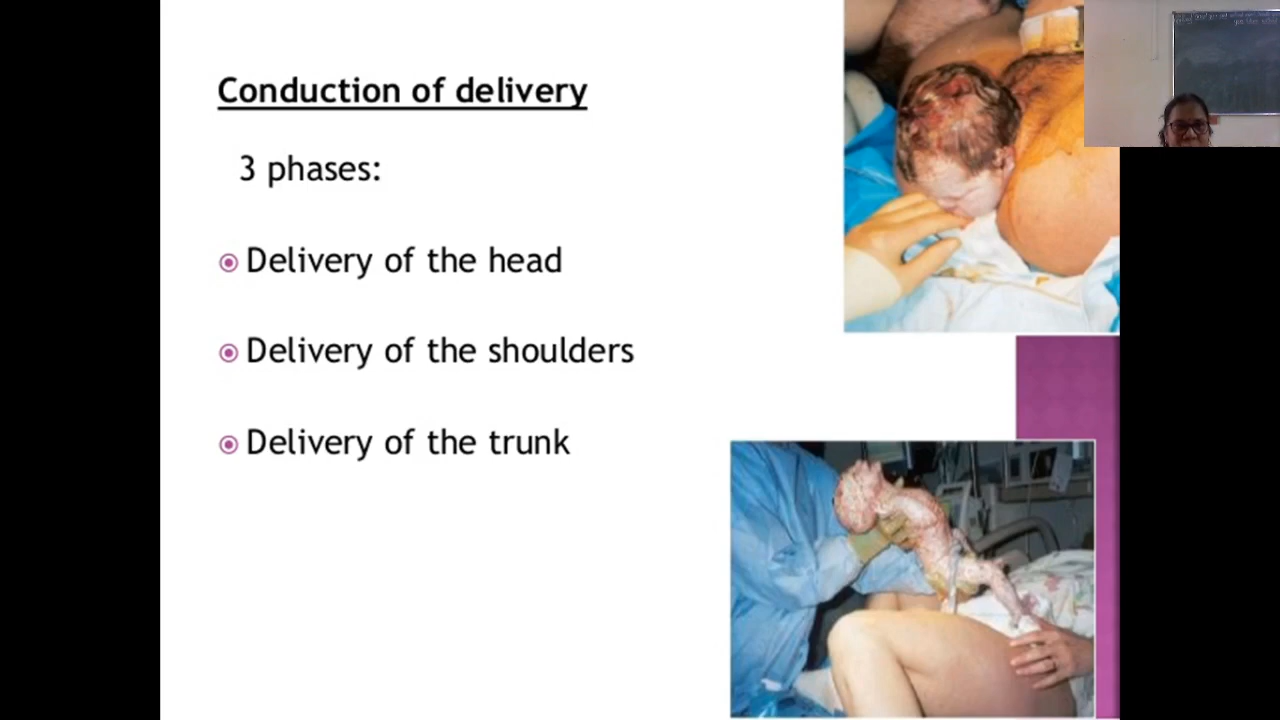 Conduction of delivery
3 phases:
Delivery of the head
Delivery of the shoulders
Delivery of the trunk